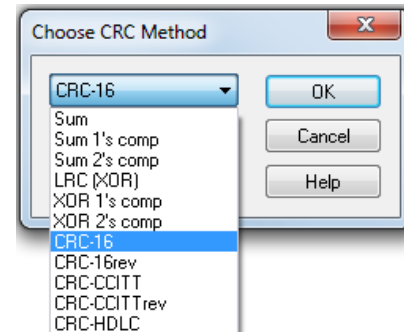 Choose CRC Method
CRC-16
OK
Sum
Sum 1's comp
Cancel
Sum 2's comp
LRC (XOR)
Help
XOR 1's comp
XOR 2's comp
CRC-16
CRC-16rev
CRC-CCITT
CRC-CCITTrev
CRC-HDLC